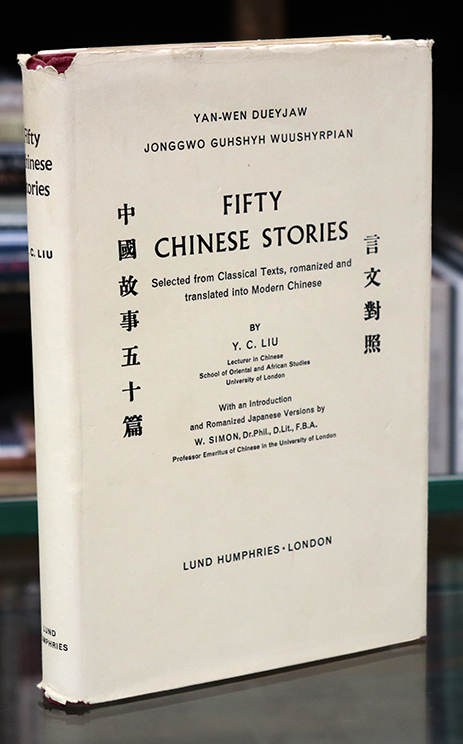 YAN-WEN DUEYJAW
JONGGWO GUHSHYH WUUSHYRPIAN
FIFTY
CHINESE STORIES
Selected from Classical Texts, romanized and
translated into Modern Chinese
BY
Y. C. LIU
Lecturer in Chinese
School of Oriental and African Studies
University of London
With an Introduction
and Romanized Japanese Versions by
W. SIMON, Dr.Phil., D.Lit., F.B.A.
Professor Emeritus of Chinese in the University of London
言文對照
中國故事五十篇
LUND HUMPHRIES · LONDON
Fifty
Chinese
Stories
C. LIU
LUND
HUMPHRIES